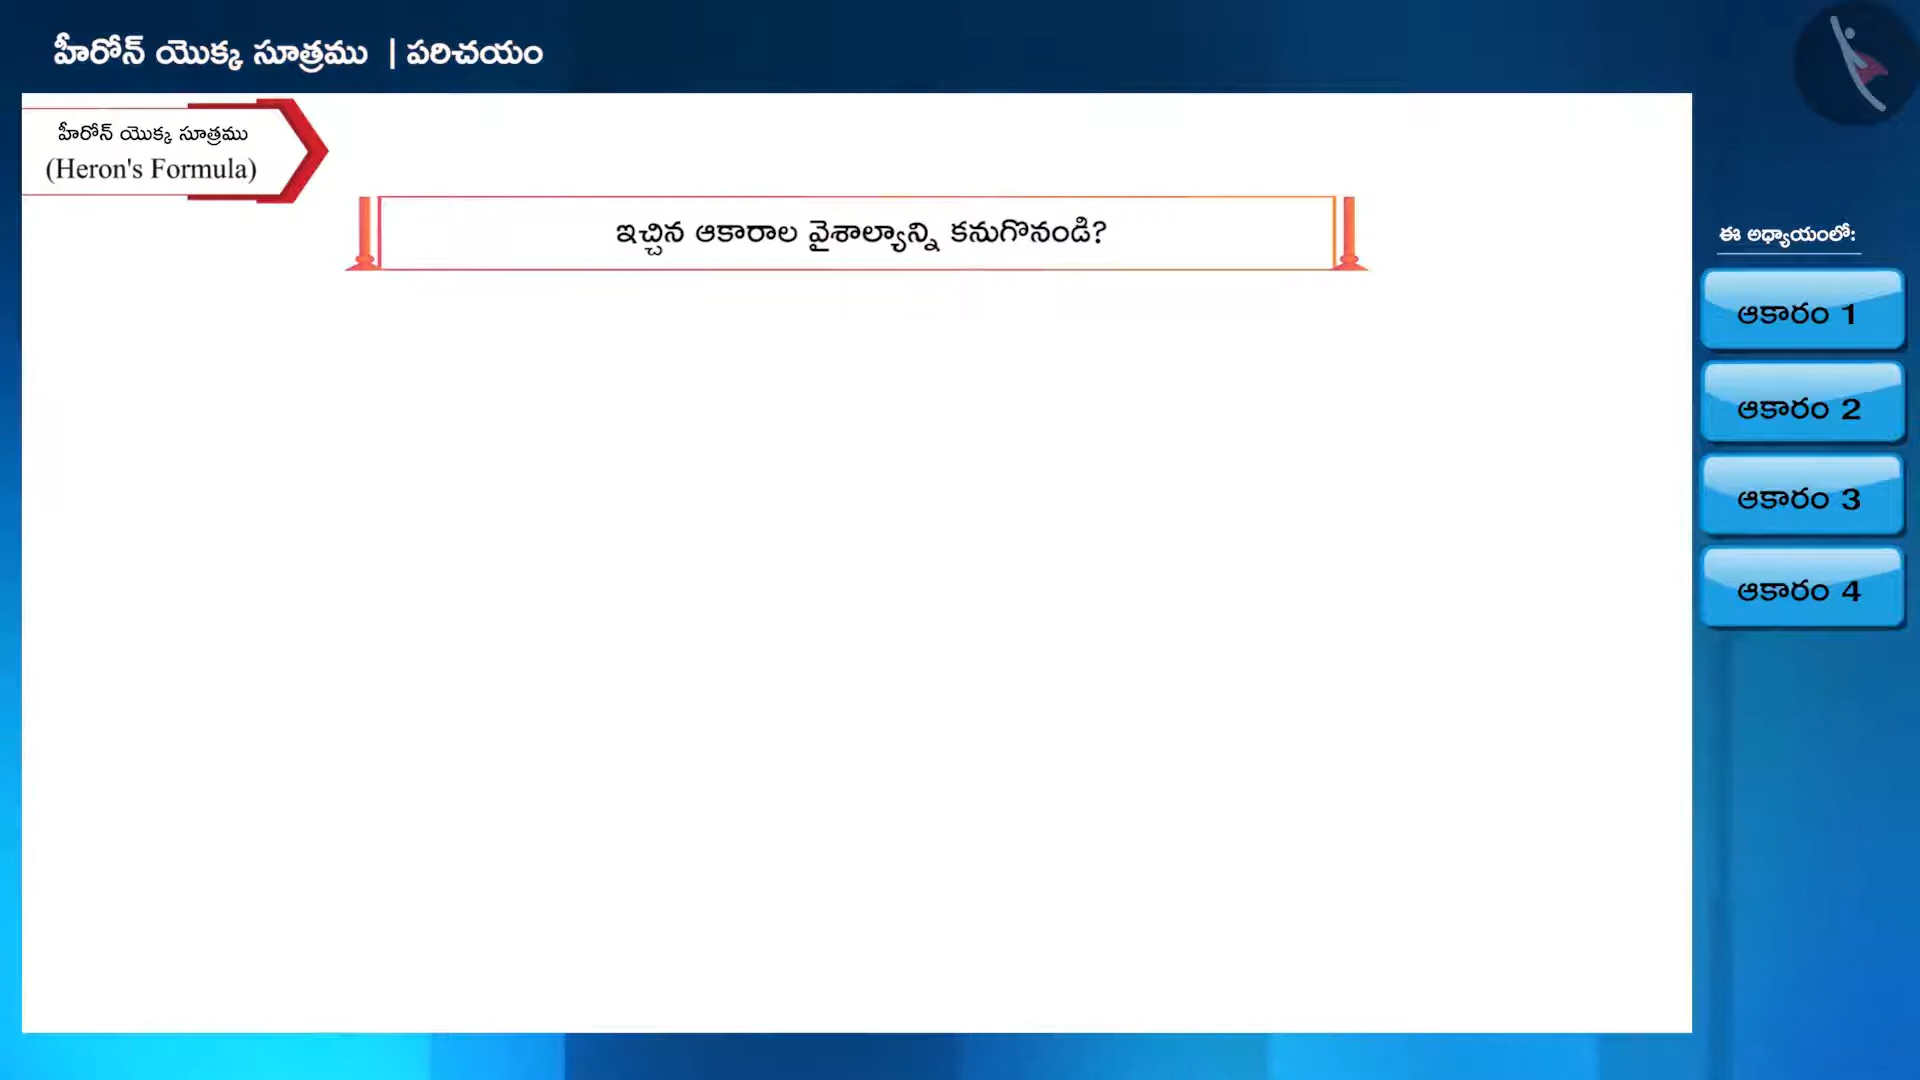 హీరోన్ యొక్క సూత్రము | పరిచయం
హీరోన్ యొక్క సూత్రము
(Heron's Formula)
ఇచ్చిన ఆకారాల వైశాల్యాన్ని కనుగొనండి?
ఈ అధ్యాయంలో:
ఆకారం 1
ఆకారం 2
ఆకారం 3
ఆకారం 4